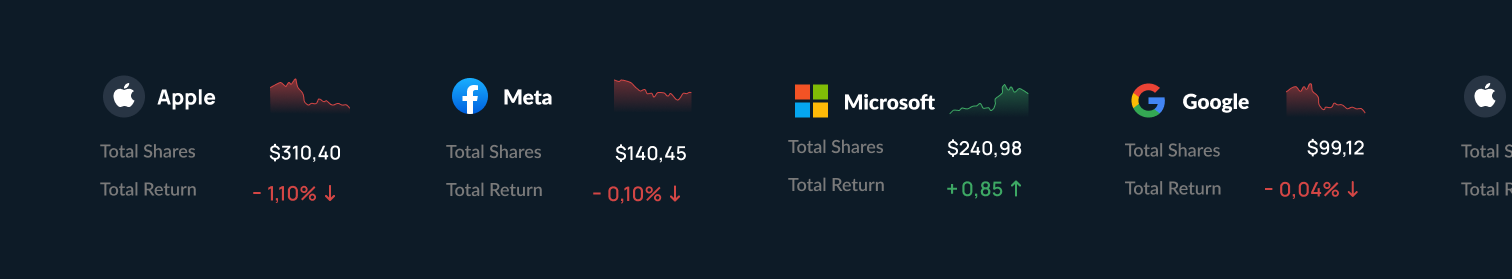 Apple
Total Shares $310,40
Total Return - 1,10% ↓
Meta
Total Shares $140,45
Total Return - 0,10% ↓
Microsoft
Total Shares $240,98
Total Return +0,85 ↑
Google
Total Shares $99,12
Total Return - 0,04% ↓
Total
Total